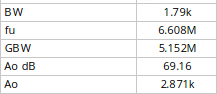 BW 1.79k
fu 6.608M
GBW 5.152M
Ao dB 69.16
Ao 2.871k